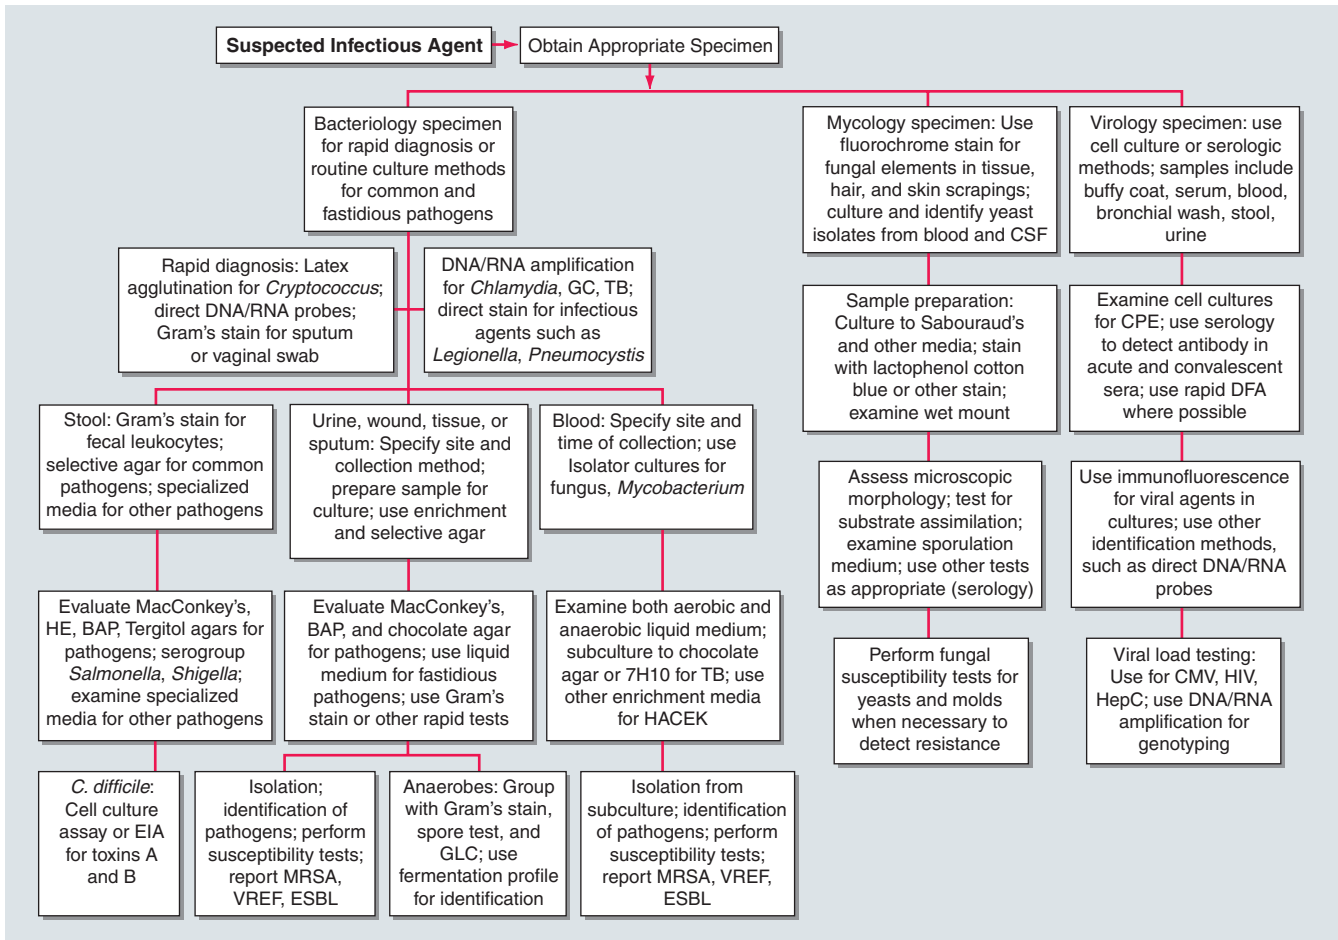 Suspected Infectious Agent
Obtain Appropriate Specimen
Bacteriology specimen
for rapid diagnosis or
routine culture methods
for common and
fastidious pathogens
Mycology specimen: Use
fluorochrome stain for
fungal elements in tissue,
hair, and skin scrapings;
culture and identify yeast
isolates from blood and CSF
Virology specimen: use
cell culture or serologic
methods; samples include
buffy coat, serum, blood,
bronchial wash, stool,
urine
Rapid diagnosis: Latex
agglutination for Cryptococcus;
direct DNA/RNA probes;
Gram's stain for sputum
or vaginal swab
DNA/RNA amplification
for Chlamydia, GC, TB;
direct stain for infectious
agents such as
Legionella, Pneumocystis
Sample preparation:
Culture to Sabouraud's
and other media; stain
with lactophenol cotton
blue or other stain;
examine wet mount
Examine cell cultures
for CPE; use serology
to detect antibody in
acute and convalescent
sera; use rapid DFA
where possible
Stool: Gram's stain for
fecal leukocytes;
selective agar for common
pathogens; specialized
media for other pathogens
Urine, wound, tissue, or
sputum: Specify site and
collection method;
prepare sample for
culture; use enrichment
and selective agar
Blood: Specify site and
time of collection; use
Isolator cultures for
fungus, Mycobacterium
Assess microscopic
morphology; test for
substrate assimilation;
examine sporulation
medium; use other tests
as appropriate (serology)
Use immunofluorescence
for viral agents in
cultures; use other
identification methods,
such as direct DNA/RNA
probes
Evaluate MacConkey's,
HE, BAP, Tergitol agars for
pathogens; serogroup
Salmonella, Shigella;
examine specialized
media for other pathogens
Evaluate MacConkey's,
BAP, and chocolate agar
for pathogens; use liquid
medium for fastidious
pathogens; use Gram's
stain or other rapid tests
Examine both aerobic and
anaerobic liquid medium;
subculture to chocolate
agar or 7H10 for TB; use
other enrichment media
for HACEK
Perform fungal
susceptibility tests for
yeasts and molds
when necessary to
detect resistance
Viral load testing:
Use for CMV, HIV,
HepC; use DNA/RNA
amplification for
genotyping
C. difficile:
Cell culture
assay or EIA
for toxins A
and B
Isolation;
identification of
pathogens; perform
susceptibility tests;
report MRSA,
VREF, ESBL
Anaerobes: Group
with Gram's stain,
spore test, and
GLC; use
fermentation profile
for identification
Isolation from
subculture; identification
of pathogens; perform
susceptibility tests;
report MRSA, VREF,
ESBL